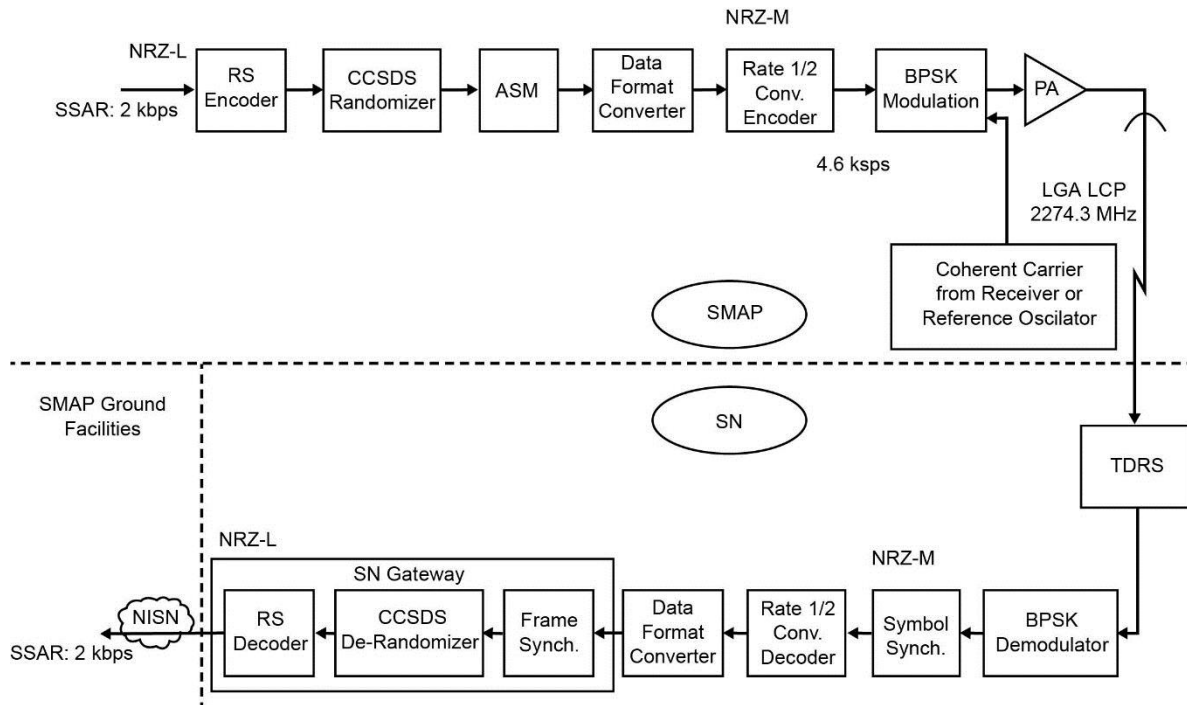 NRZ-M
NRZ-L
SSAR: 2 kbps
RS
Encoder
CCSDS
Randomizer
ASM
Data
Format
Converter
Rate 1/2
Conv.
Encoder
BPSK
Modulation
PA
4.6 ksps
LGA LCP
2274.3 MHz
Coherent Carrier
from Receiver or
Reference Oscilator
SMAP
SMAP Ground
Facilities
SN
TDRS
NRZ-L
NRZ-M
SN Gateway
NISN
SSAR: 2 kbps
RS
Decoder
CCSDS
De-Randomizer
Frame
Synch.
Data
Format
Converter
Rate 1/2
Conv.
Decoder
Symbol
Synch.
BPSK
Demodulator